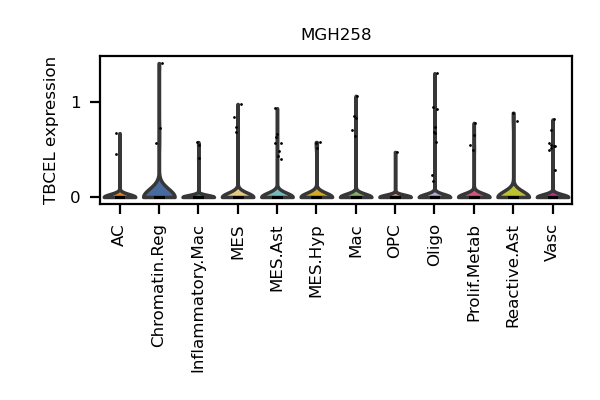 MGH258
TBCEL expression
1
0
AC
Chromatin.Reg
Inflammatory.Mac
MES
MES.Ast
MES.Hyp
Mac
OPC
Oligo
Prolif.Metab
Reactive.Ast
Vasc